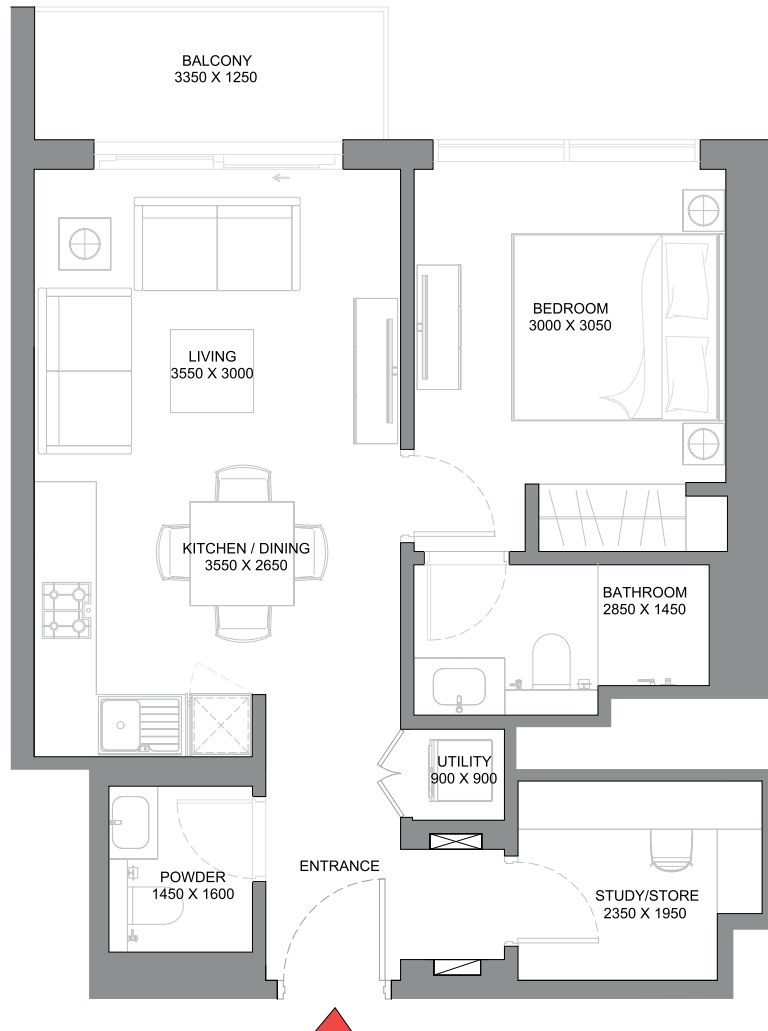 BALCONY
3350 X 1250
BEDROOM
3000 X 3050
LIVING
3550 X 3000
KITCHEN / DINING
3550 X 2650
BATHROOM
2850 X 1450
UTILITY
900 X 900
ENTRANCE
POWDER
1450 X 1600
STUDY/STORE
2350 X 1950